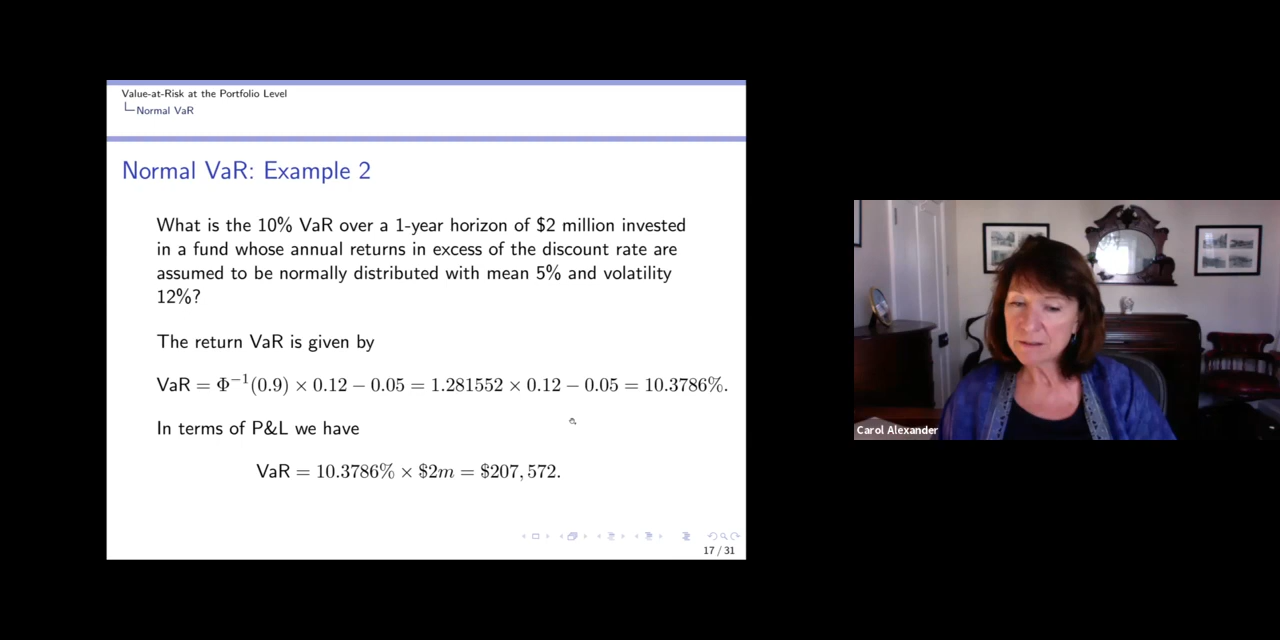 Value-at-Risk at the Portfolio Level
Normal VaR
Normal VaR: Example 2
What is the 10% VaR over a 1-year horizon of $2 million invested
in a fund whose annual returns in excess of the discount rate are
assumed to be normally distributed with mean 5% and volatility
12%?
The return VaR is given by
VaR = Φ⁻¹(0.9) × 0.12 − 0.05 = 1.281552 × 0.12 − 0.05 = 10.3786%.
In terms of P&L we have
VaR = 10.3786% × $2m = $207, 572.
17 / 31
Carol Alexander